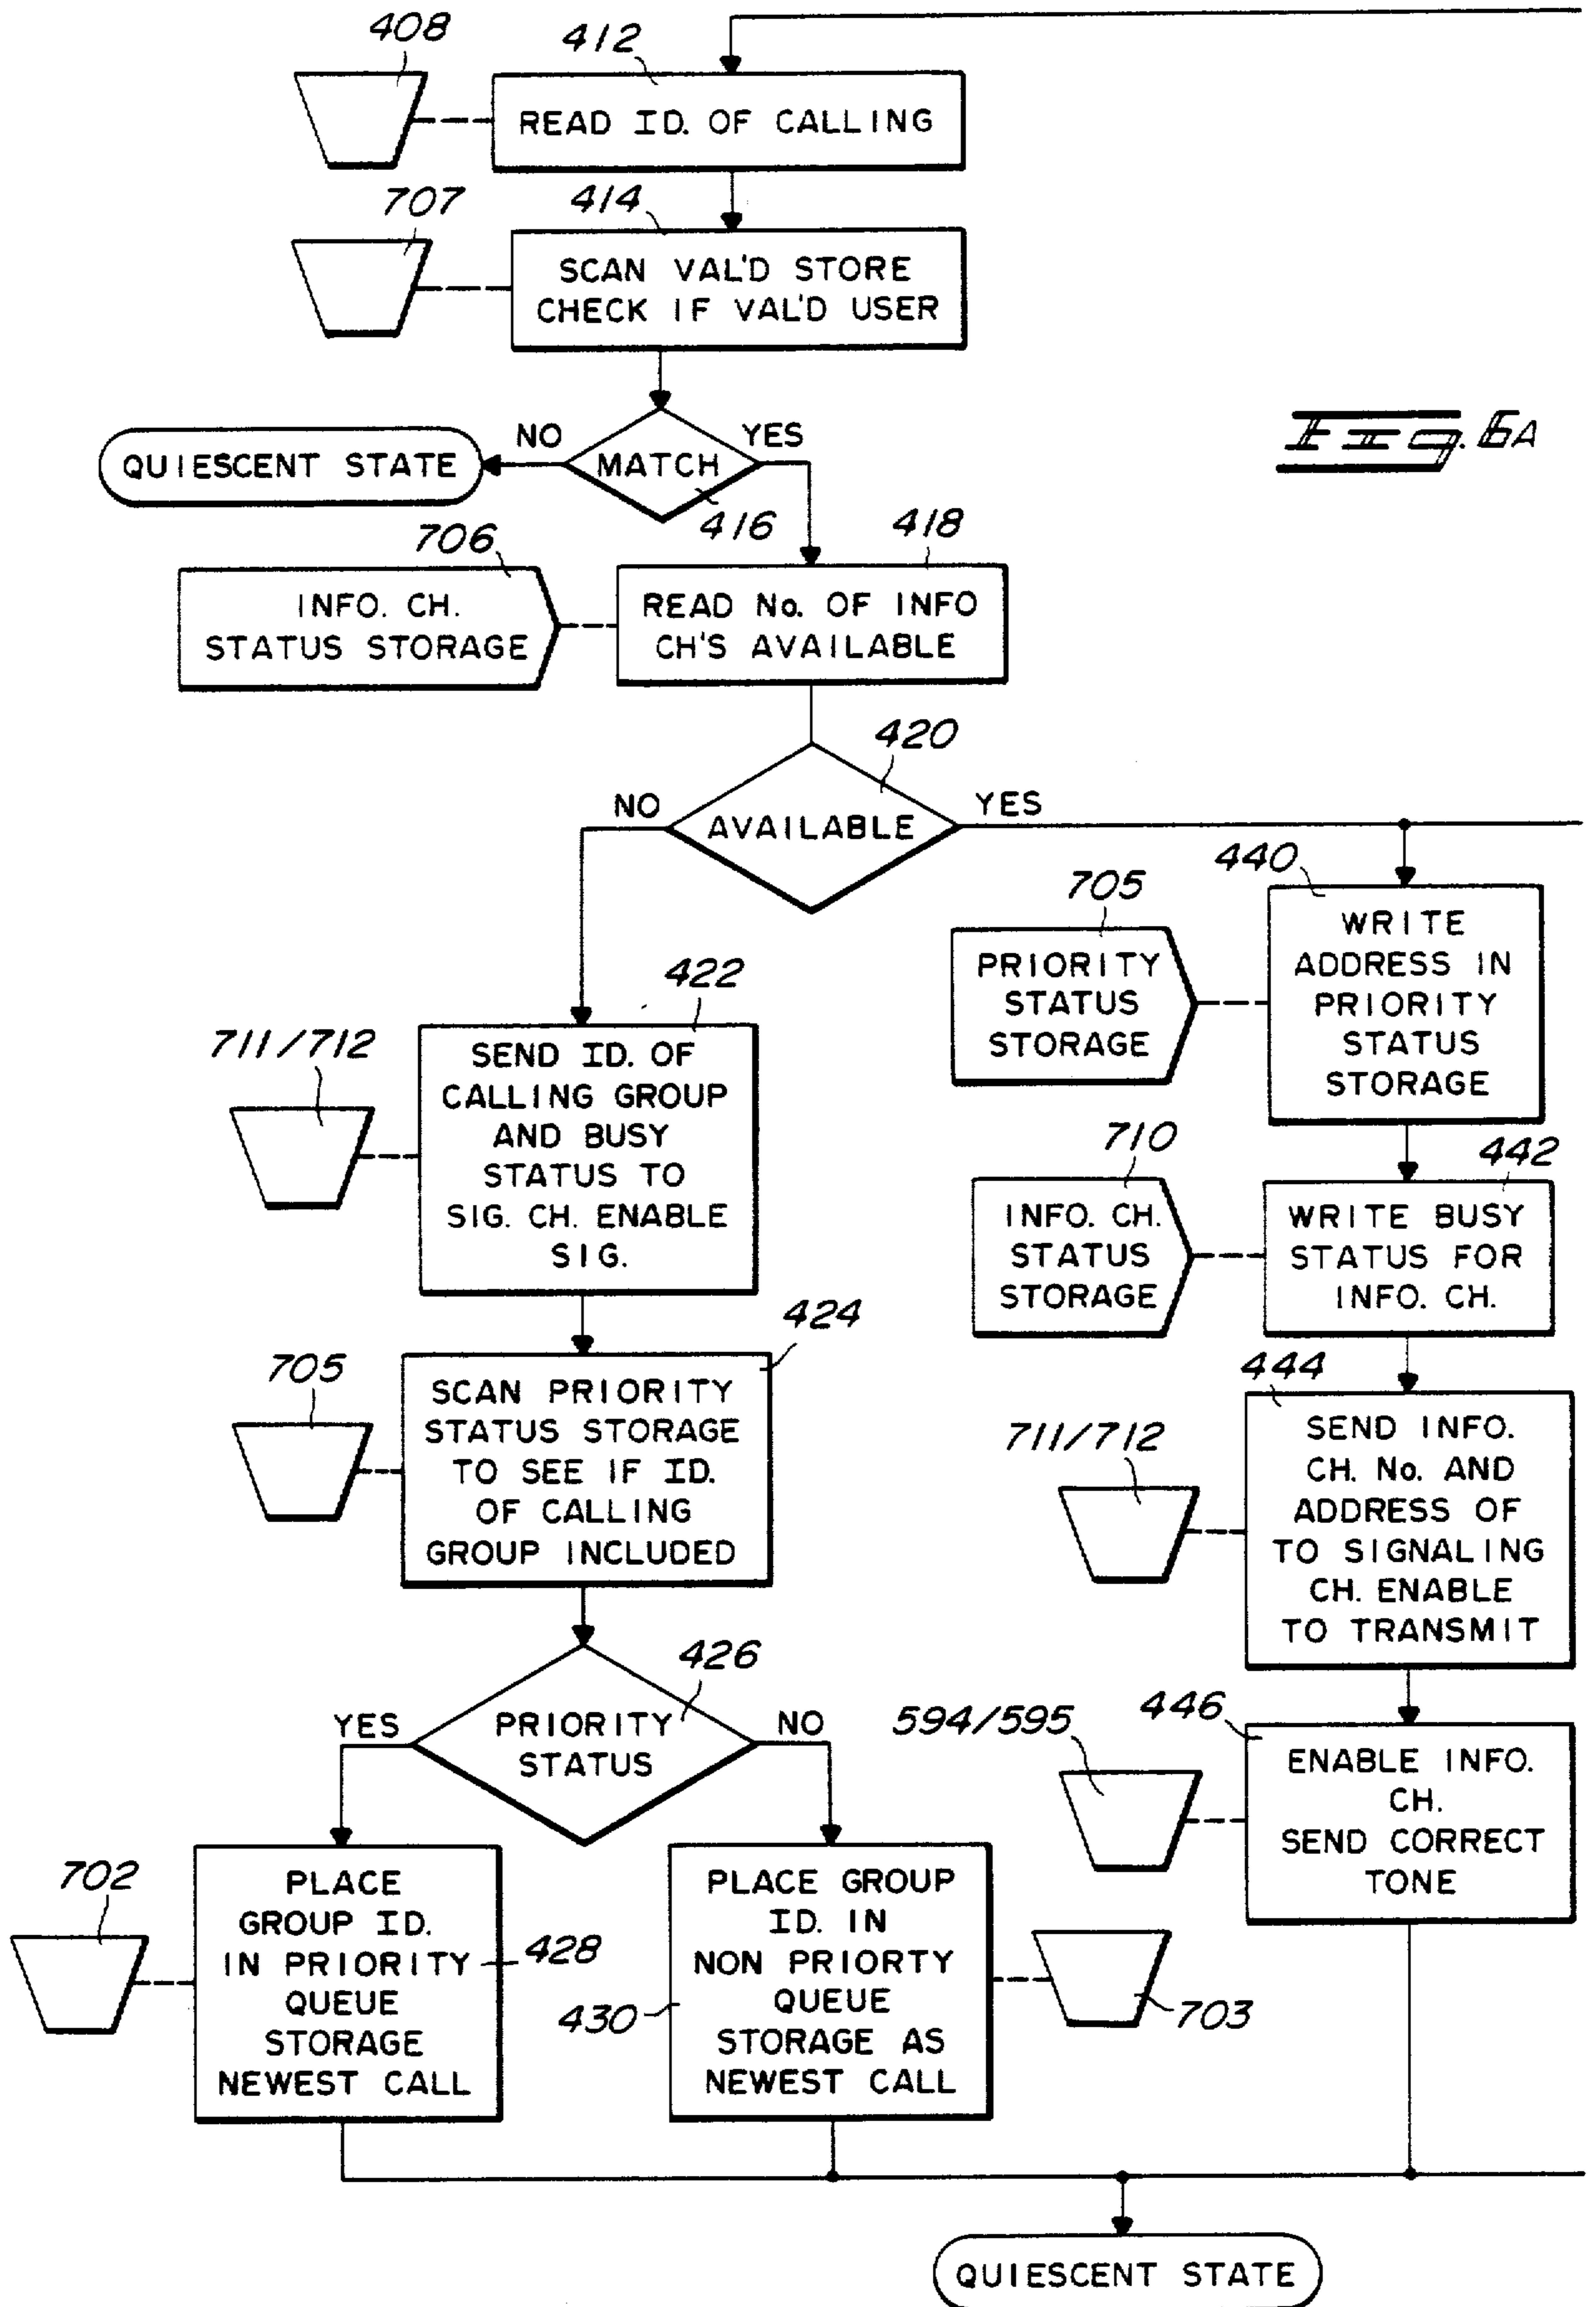 408
412
READ ID. OF CALLING
707
414
SCAN VAL'D STORE
CHECK IF VAL'D USER
NO
YES
QUIESCENT STATE
MATCH
416
Fig. 6A
706
418
INFO. CH.
STATUS STORAGE
READ No. OF INFO
CH'S AVAILABLE
420
NO
YES
AVAILABLE
440
705
WRITE
ADDRESS IN
PRIORITY
STATUS
STORAGE
PRIORITY
STATUS
STORAGE
422
711/712
SEND ID. OF
CALLING GROUP
AND BUSY
STATUS TO
SIG. CH. ENABLE
SIG.
710
442
INFO. CH.
STATUS
STORAGE
WRITE BUSY
STATUS FOR
INFO. CH.
424
705
SCAN PRIORITY
STATUS STORAGE
TO SEE IF ID.
OF CALLING
GROUP INCLUDED
444
711/712
SEND INFO.
CH. No. AND
ADDRESS OF
TO SIGNALING
CH. ENABLE
TO TRANSMIT
426
YES
NO
PRIORITY
STATUS
594/595
446
ENABLE INFO.
CH.
SEND CORRECT
TONE
702
PLACE
GROUP ID.
IN PRIORITY
QUEUE
STORAGE
NEWEST CALL
428
PLACE GROUP
ID. IN
NON PRIORTY
QUEUE
STORAGE AS
NEWEST CALL
430
703
QUIESCENT STATE